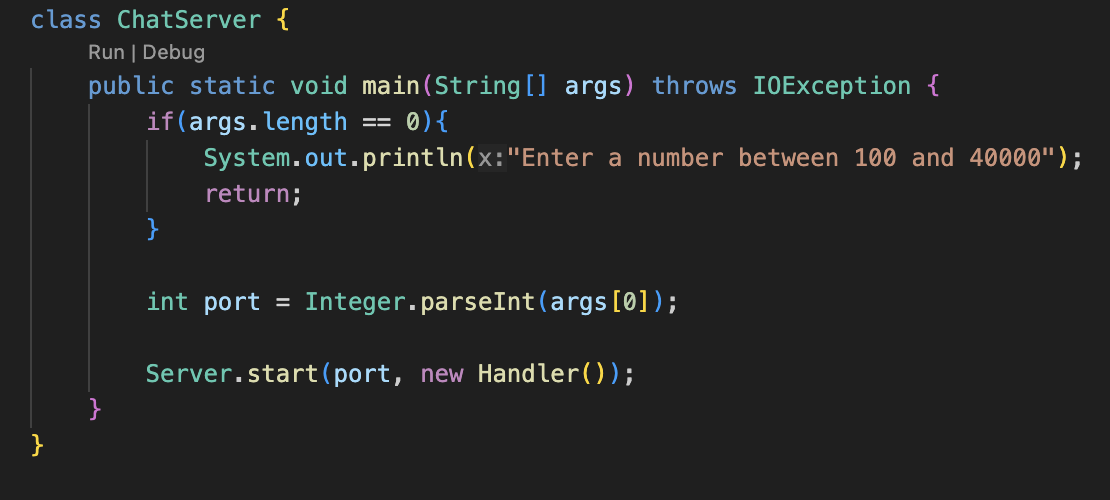 class ChatServer {
Run | Debug
public static void main(String[] args) throws IOException {
if(args.length == 0){
System.out.println(x:"Enter a number between 100 and 40000");
return;
}
int port = Integer.parseInt(args[0]);
Server.start(port, new Handler());
}
}